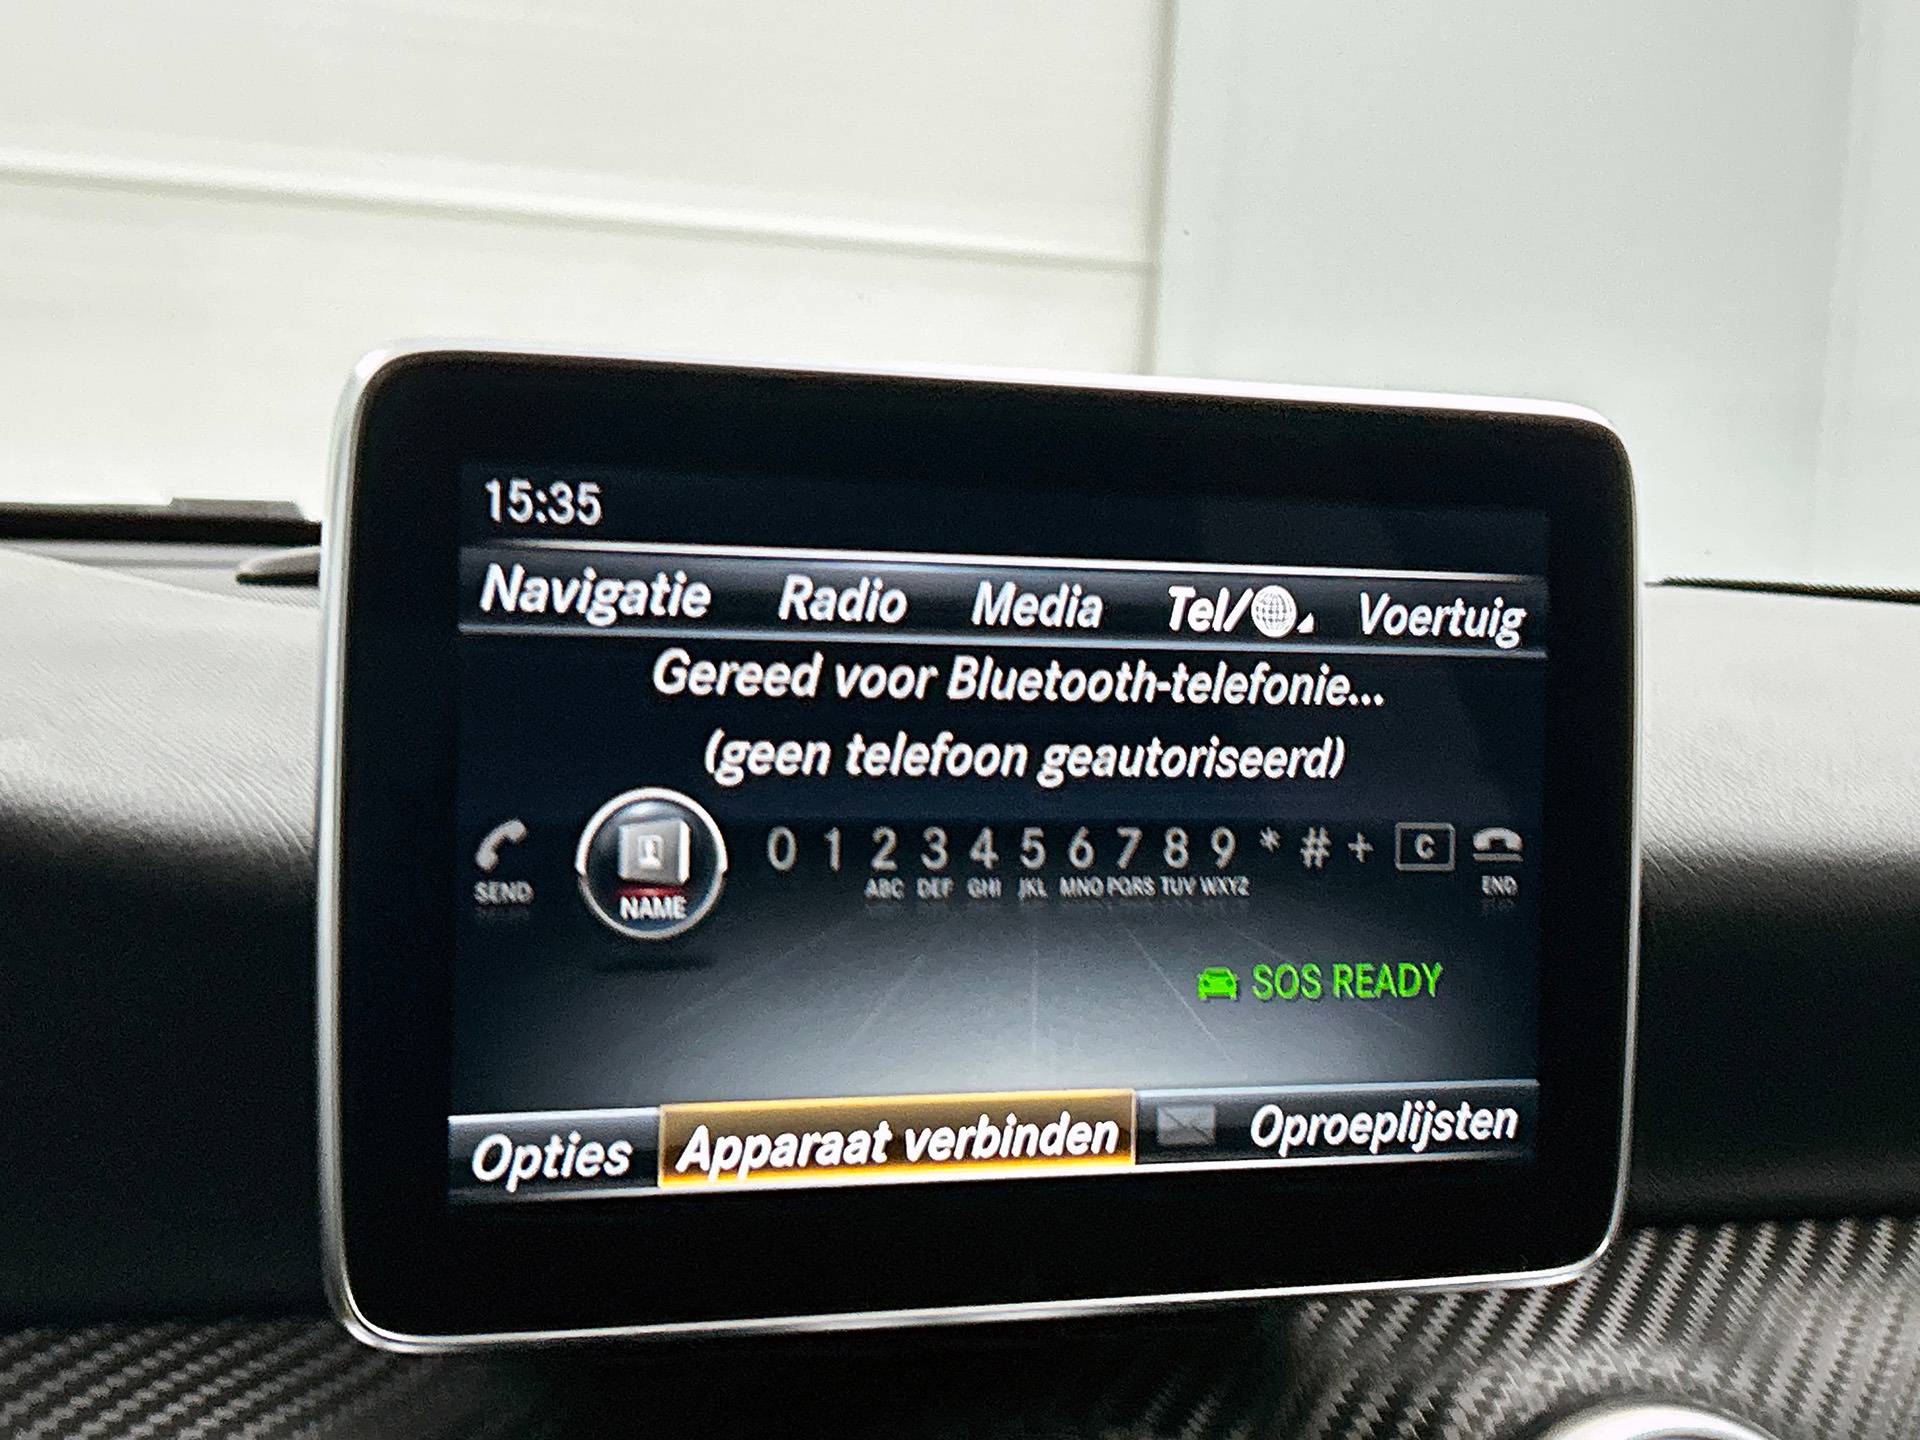 15:35
Navigatie Radio Media Tel/ Voertuig
Gereed voor Bluetooth-telefonie...
(geen telefoon geautoriseerd)
0 1 2 3 4 5 6 7 8 9 * # + C
SEND NAME ABC DEF GHI JKL MNO PQRS TUV WXYZ END
SOS READY
Opties Apparaat verbinden Oproeplijsten